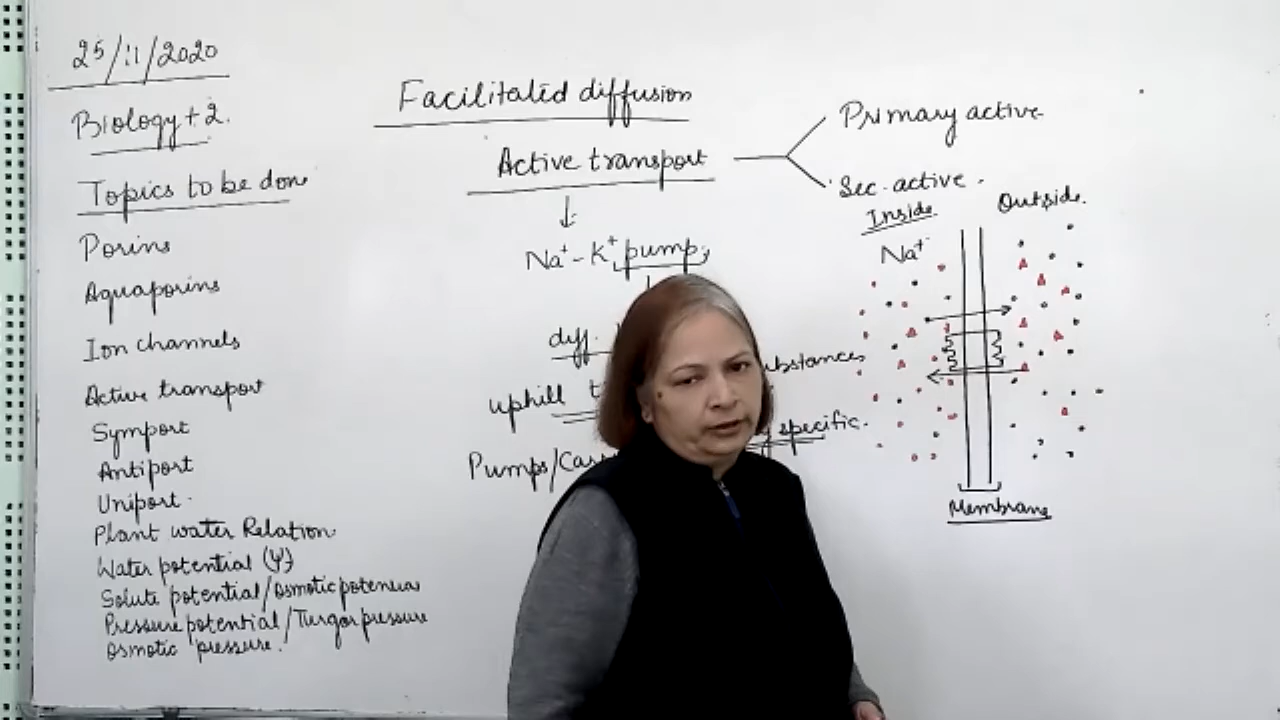 25/11/2020
Biology + 2.
Topics to be done
Porins
Aquaporins
Ion channels
Active transport
Symport
Antiport
Uniport.
Plant water Relation
Water potential (Ψ)
Solute potential/Osmotic potential
Pressure potential/Turgor pressure
Osmotic pressure.
Facilitated diffusion
Active transport
Primary active
Sec. active.
Na⁺-K⁺ pump
diff.
uphill
Pumps/
specific.
Inside
Outside.
Na⁺
Membrane